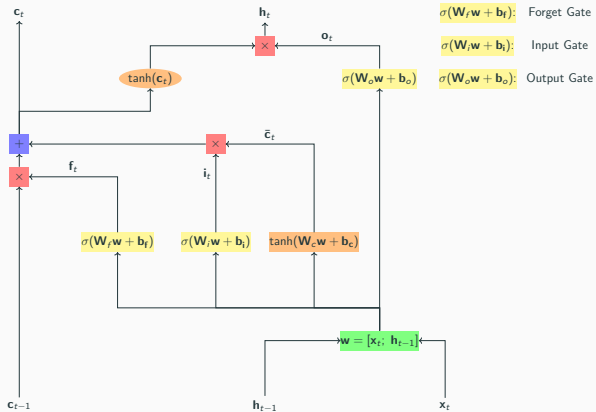 c_t
h_t
σ(W_f w + b_f): Forget Gate
σ(W_i w + b_i): Input Gate
σ(W_o w + b_o): Output Gate
o_t
×
tanh(c_t)
σ(W_o w + b_o)
+
×
c̄_t
×
f_t
i_t
σ(W_f w + b_f)
σ(W_i w + b_i)
tanh(W_c w + b_c)
w = [x_t; h_{t−1}]
c_{t−1}
h_{t−1}
x_t